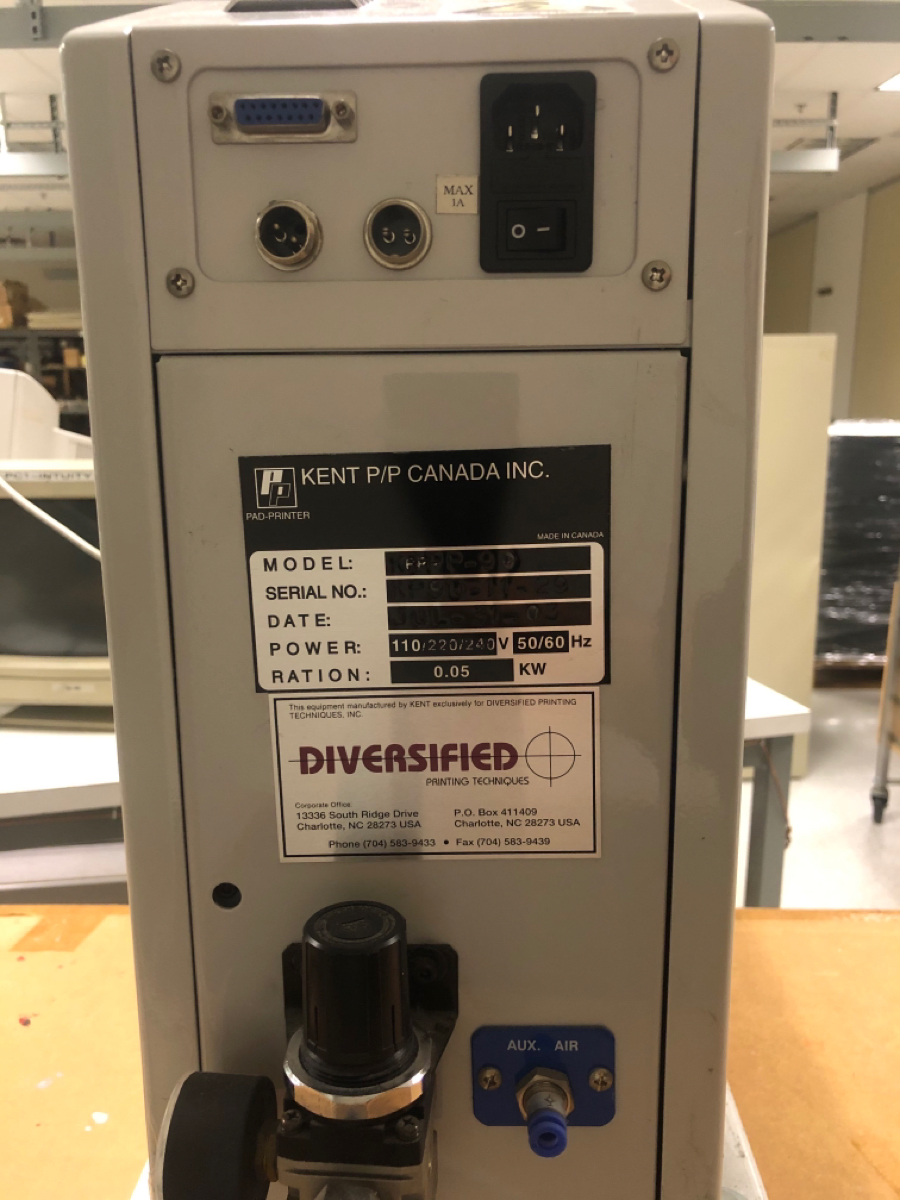 MAX
1A
O –
PP KENT P/P CANADA INC.
PAD-PRINTER
MADE IN CANADA
MODEL:
SERIAL NO.:
DATE:
POWER: 110/220/240 V 50/60 Hz
RATION: 0.05 KW
This equipment manufactured by KENT exclusively for DIVERSIFIED PRINTING
TECHNIQUES, INC.
DIVERSIFIED
PRINTING TECHNIQUES
Corporate Office
13336 South Ridge Drive P.O. Box 411409
Charlotte, NC 28273 USA Charlotte, NC 28273 USA
Phone (704) 583-9433 • Fax (704) 583-9439
AUX. AIR